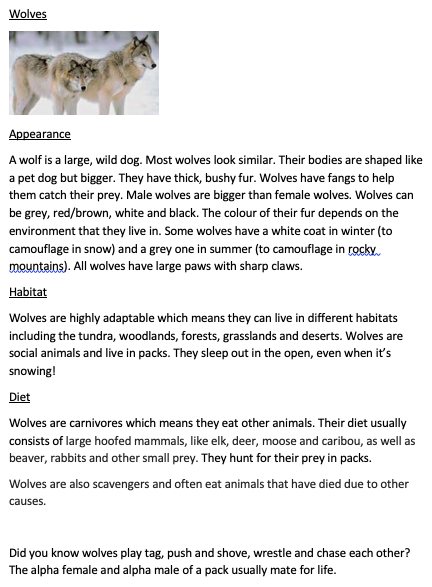 Wolves
Appearance
A wolf is a large, wild dog. Most wolves look similar. Their bodies are shaped like
a pet dog but bigger. They have thick, bushy fur. Wolves have fangs to help
them catch their prey. Male wolves are bigger than female wolves. Wolves can
be grey, red/brown, white and black. The colour of their fur depends on the
environment that they live in. Some wolves have a white coat in winter (to
camouflage in snow) and a grey one in summer (to camouflage in rocky
mountains). All wolves have large paws with sharp claws.
Habitat
Wolves are highly adaptable which means they can live in different habitats
including the tundra, woodlands, forests, grasslands and deserts. Wolves are
social animals and live in packs. They sleep out in the open, even when it's
snowing!
Diet
Wolves are carnivores which means they eat other animals. Their diet usually
consists of large hoofed mammals, like elk, deer, moose and caribou, as well as
beaver, rabbits and other small prey. They hunt for their prey in packs.
Wolves are also scavengers and often eat animals that have died due to other
causes.
Did you know wolves play tag, push and shove, wrestle and chase each other?
The alpha female and alpha male of a pack usually mate for life.